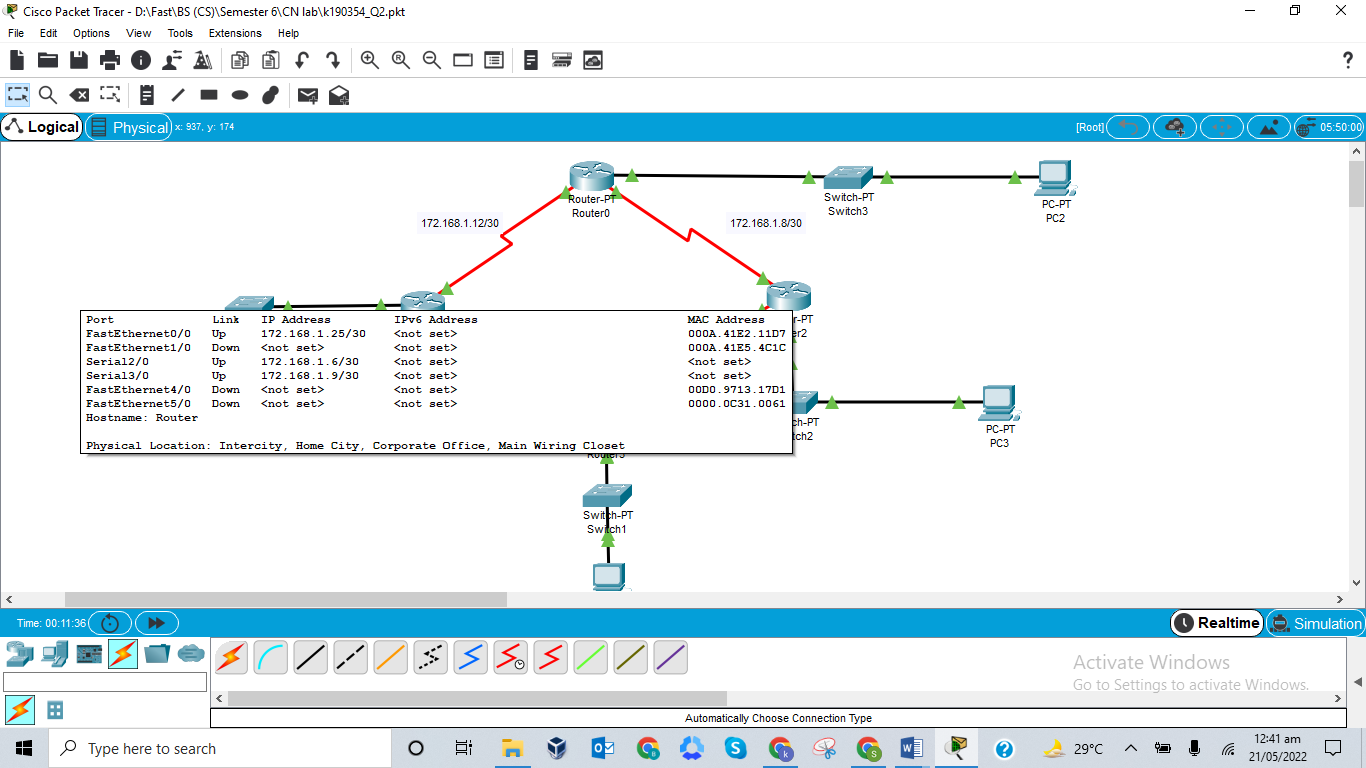 Cisco Packet Tracer - D:\Fast\BS (CS)\Semester 6\CN lab\k190354_Q2.pkt
File Edit Options View Tools Extensions Help
Logical Physical x: 937, y: 174 [Root] 05:50:00
Router-PT
Router0
Switch-PT
Switch3
PC-PT
PC2
172.168.1.12/30
172.168.1.8/30
Port Link IP Address IPv6 Address MAC Address
FastEthernet0/0 Up 172.168.1.25/30 <not set> 000A.41E2.11D7
FastEthernet1/0 Down <not set> <not set> 000A.41E5.4C1C
Serial2/0 Up 172.168.1.6/30 <not set> <not set>
Serial3/0 Up 172.168.1.9/30 <not set> <not set>
FastEthernet4/0 Down <not set> <not set> 00D0.9713.17D1
FastEthernet5/0 Down <not set> <not set> 0000.0C31.0061
Hostname: Router
Physical Location: Intercity, Home City, Corporate Office, Main Wiring Closet
r-PT
er2
ch-PT
tch2
PC-PT
PC3
Router3
Switch-PT
Switch1
Time: 00:11:36
Realtime Simulation
Activate Windows
Go to Settings to activate Windows.
Automatically Choose Connection Type
Type here to search
29°C
12:41 am
21/05/2022